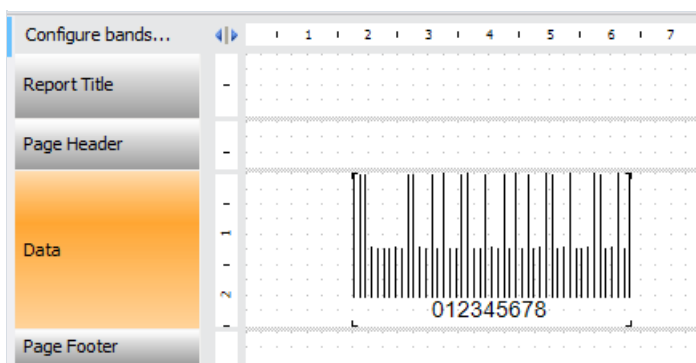 Configure bands...
1 2 3 4 5 6 7
Report Title
Page Header
Data
1
2
012345678
Page Footer